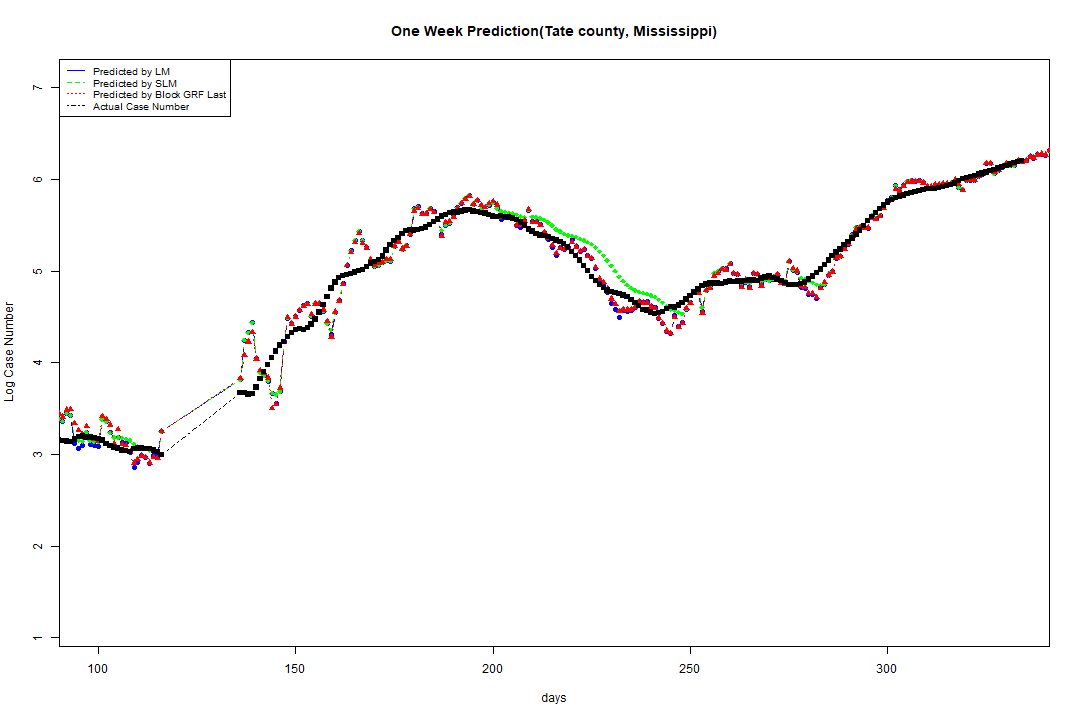 One Week Prediction(Tate county, Mississippi)
Predicted by LM
Predicted by SLM
Predicted by Block GRF Last
Actual Case Number
7
6
5
4
3
2
1
Log Case Number
100 150 200 250 300
days